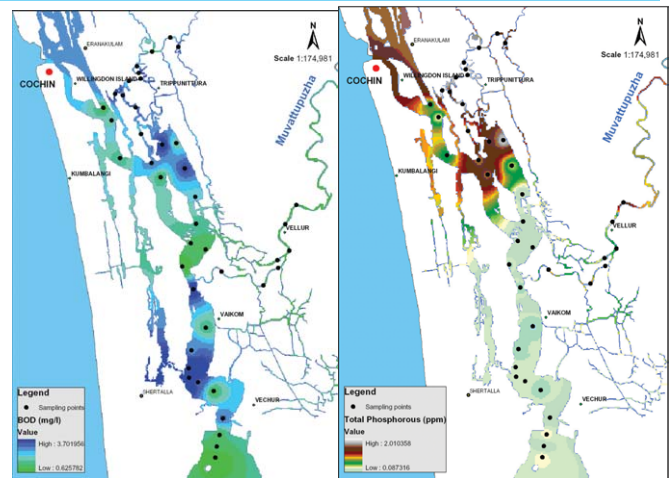 N
ERANAKULAM
Scale 1:174,981
COCHIN
WILLINGDON ISLAND
TRIPPUNITTURA
Muvattupuzha
KUMBALANGI
VELLUR
VAIKOM
SHERTALLA
VECHUR
Legend
Sampling points
BOD (mg/l)
Value
High : 3.701956
Low : 0.625782
N
ERANAKULAM
Scale 1:174,981
COCHIN
WILLINGDON ISLAND
TRIPPUNITTURA
Muvattupuzha
KUMBALANGI
VELLUR
VAIKOM
SHERTALLA
VECHUR
Legend
Sampling points
Total Phosphorous (ppm)
Value
High : 2.010358
Low : 0.087316